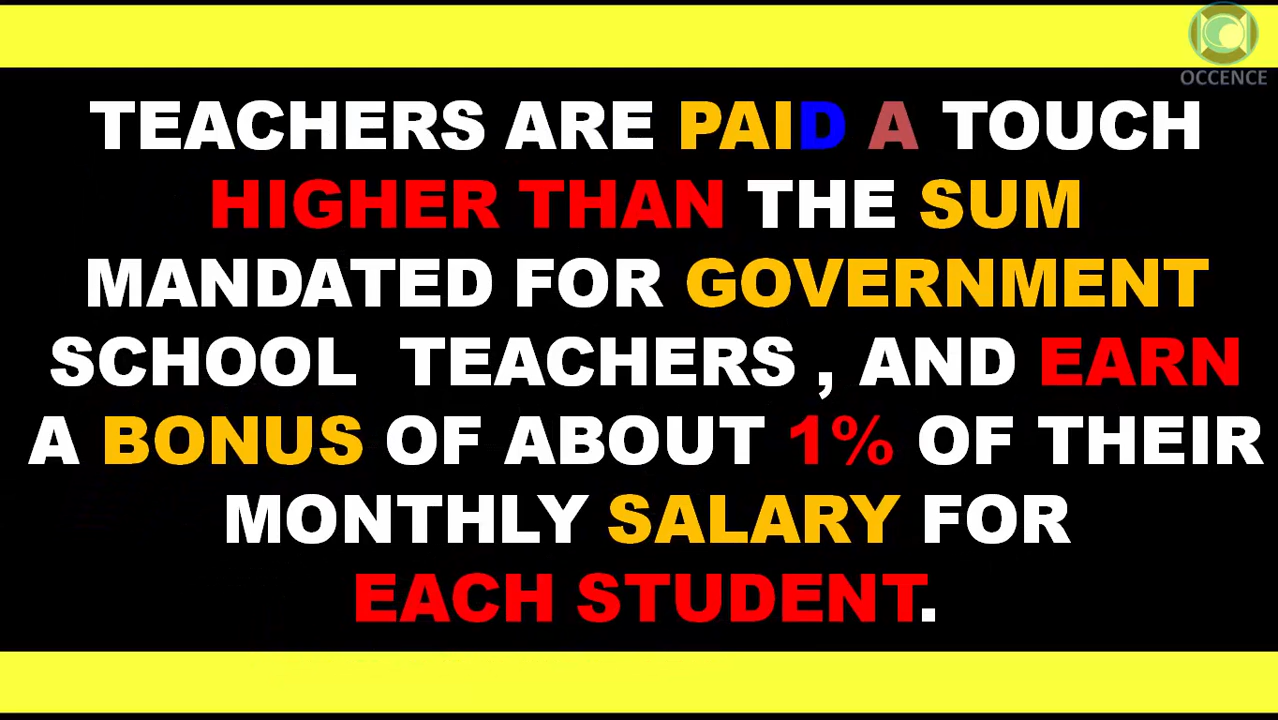 OCCENCE
TEACHERS ARE PAID A TOUCH
HIGHER THAN THE SUM
MANDATED FOR GOVERNMENT
SCHOOL TEACHERS , AND EARN
A BONUS OF ABOUT 1% OF THEIR
MONTHLY SALARY FOR
EACH STUDENT.